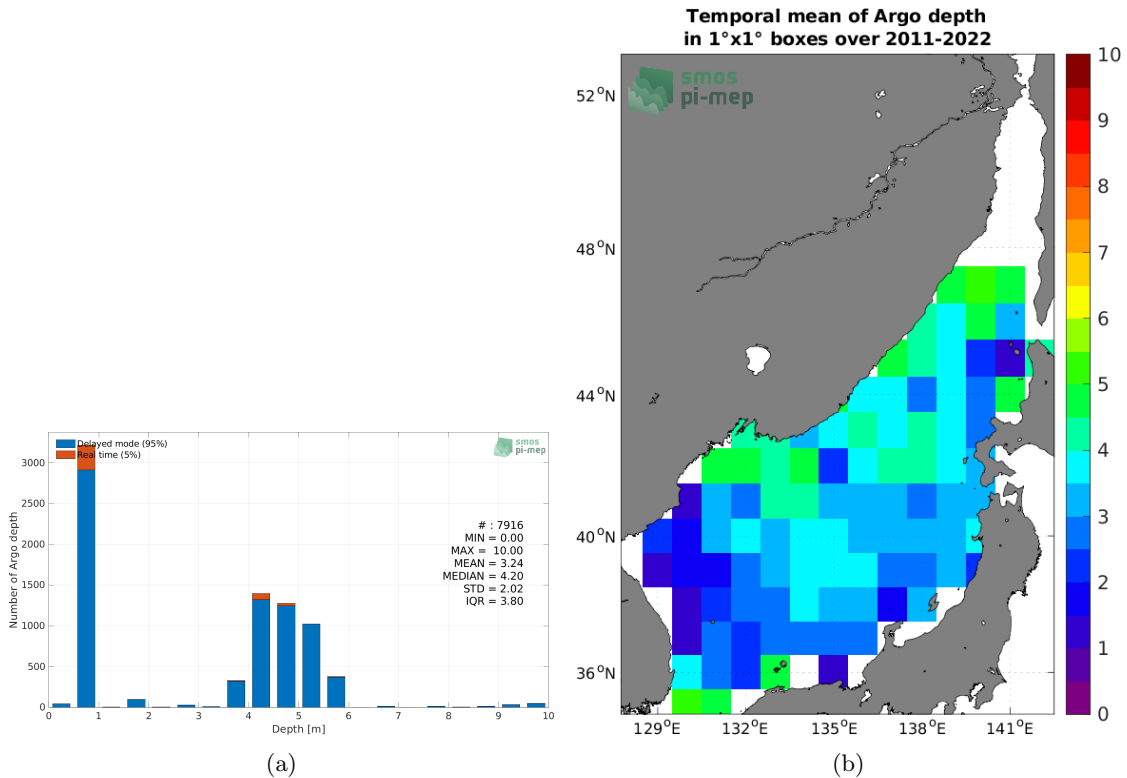 Temporal mean of Argo depth
in 1°x1° boxes over 2011-2022
smos
pi-mep
52°N
48°N
44°N
40°N
36°N
129°E
132°E
135°E
138°E
141°E
10
9
8
7
6
5
4
3
2
1
0
Delayed mode (95%)
Real time (5%)
smos
pi-mep
# : 7916
MIN = 0.00
MAX = 10.00
MEAN = 3.24
MEDIAN = 4.20
STD = 2.02
IQR = 3.80
Number of Argo depth
3000
2500
2000
1500
1000
500
0
1
2
3
4
5
6
7
8
9
10
Depth [m]
(a)
(b)